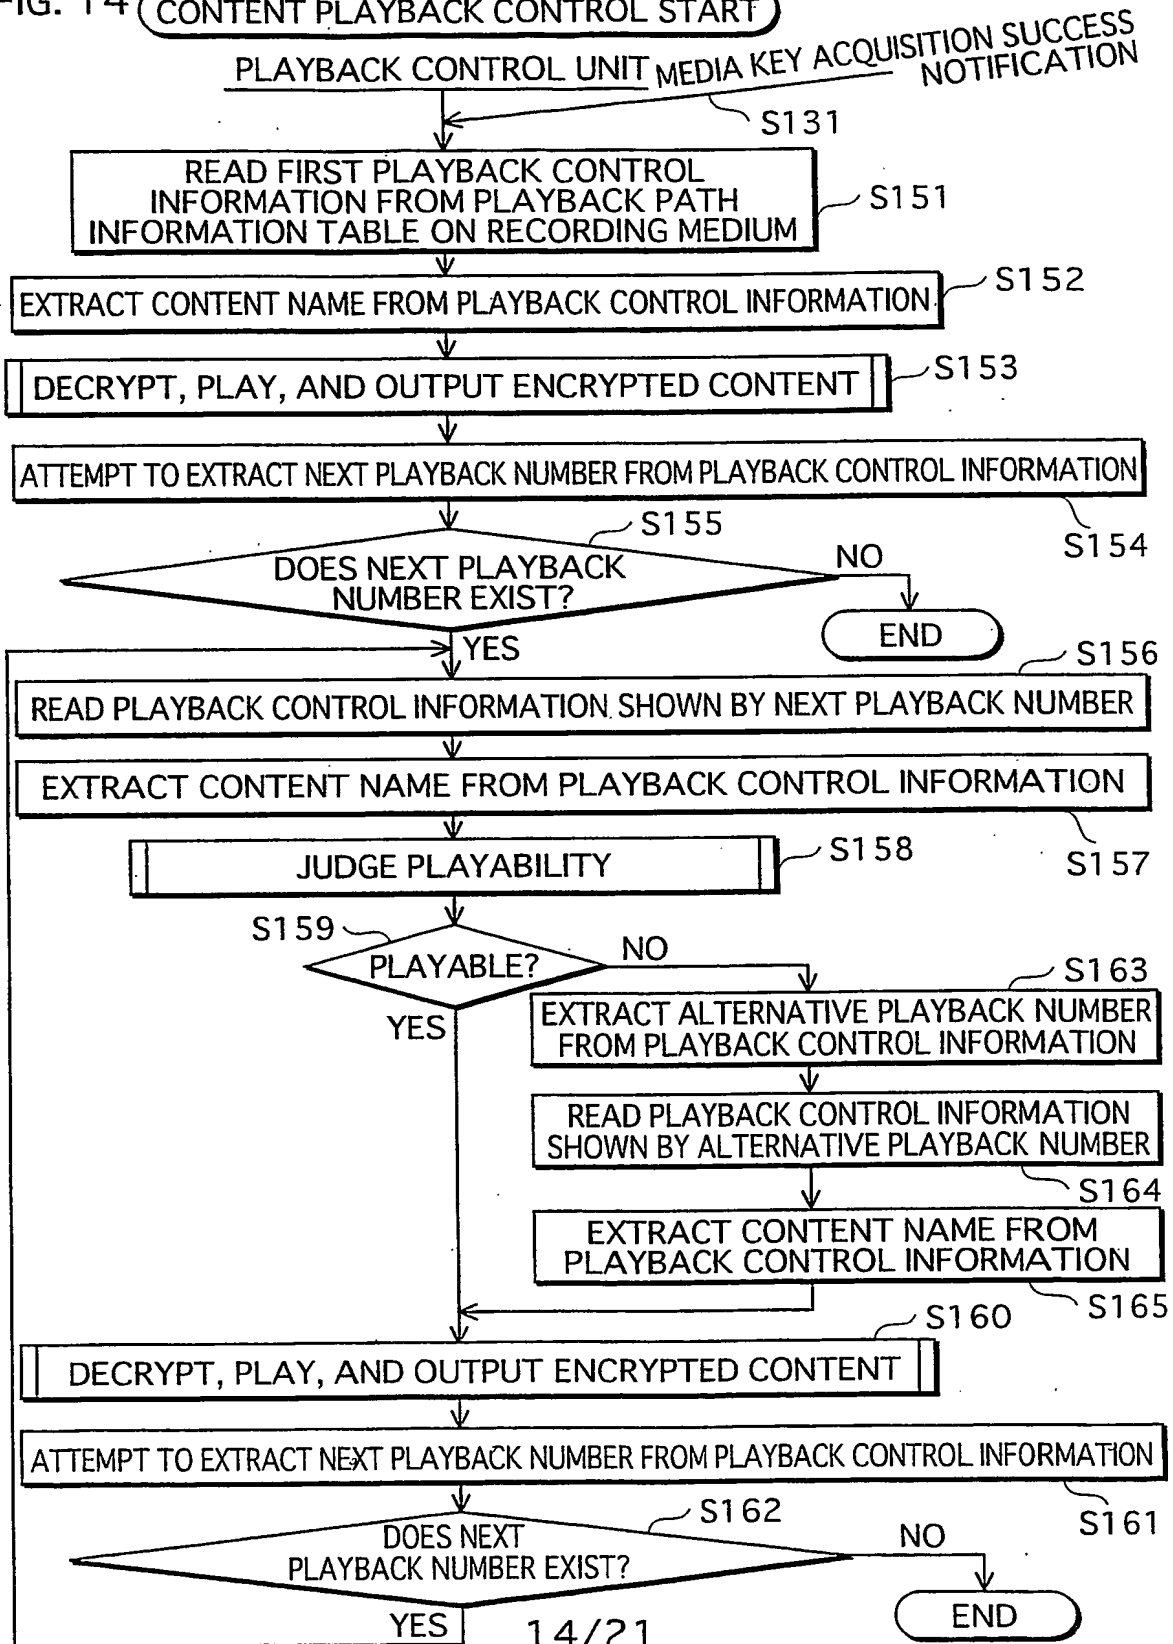 FIG. 14
CONTENT PLAYBACK CONTROL START
PLAYBACK CONTROL UNIT
MEDIA KEY ACQUISITION SUCCESS
NOTIFICATION
S131
READ FIRST PLAYBACK CONTROL
INFORMATION FROM PLAYBACK PATH
INFORMATION TABLE ON RECORDING MEDIUM
S151
EXTRACT CONTENT NAME FROM PLAYBACK CONTROL INFORMATION
S152
DECRYPT, PLAY, AND OUTPUT ENCRYPTED CONTENT
S153
ATTEMPT TO EXTRACT NEXT PLAYBACK NUMBER FROM PLAYBACK CONTROL INFORMATION
S154
S155
DOES NEXT PLAYBACK
NUMBER EXIST?
NO
END
YES
S156
READ PLAYBACK CONTROL INFORMATION SHOWN BY NEXT PLAYBACK NUMBER
EXTRACT CONTENT NAME FROM PLAYBACK CONTROL INFORMATION
S157
JUDGE PLAYABILITY
S158
S159
PLAYABLE?
NO
YES
S163
EXTRACT ALTERNATIVE PLAYBACK NUMBER
FROM PLAYBACK CONTROL INFORMATION
READ PLAYBACK CONTROL INFORMATION
SHOWN BY ALTERNATIVE PLAYBACK NUMBER
S164
EXTRACT CONTENT NAME FROM
PLAYBACK CONTROL INFORMATION
S165
S160
DECRYPT, PLAY, AND OUTPUT ENCRYPTED CONTENT
ATTEMPT TO EXTRACT NEXT PLAYBACK NUMBER FROM PLAYBACK CONTROL INFORMATION
S161
S162
DOES NEXT
PLAYBACK NUMBER EXIST?
NO
END
YES
14/21